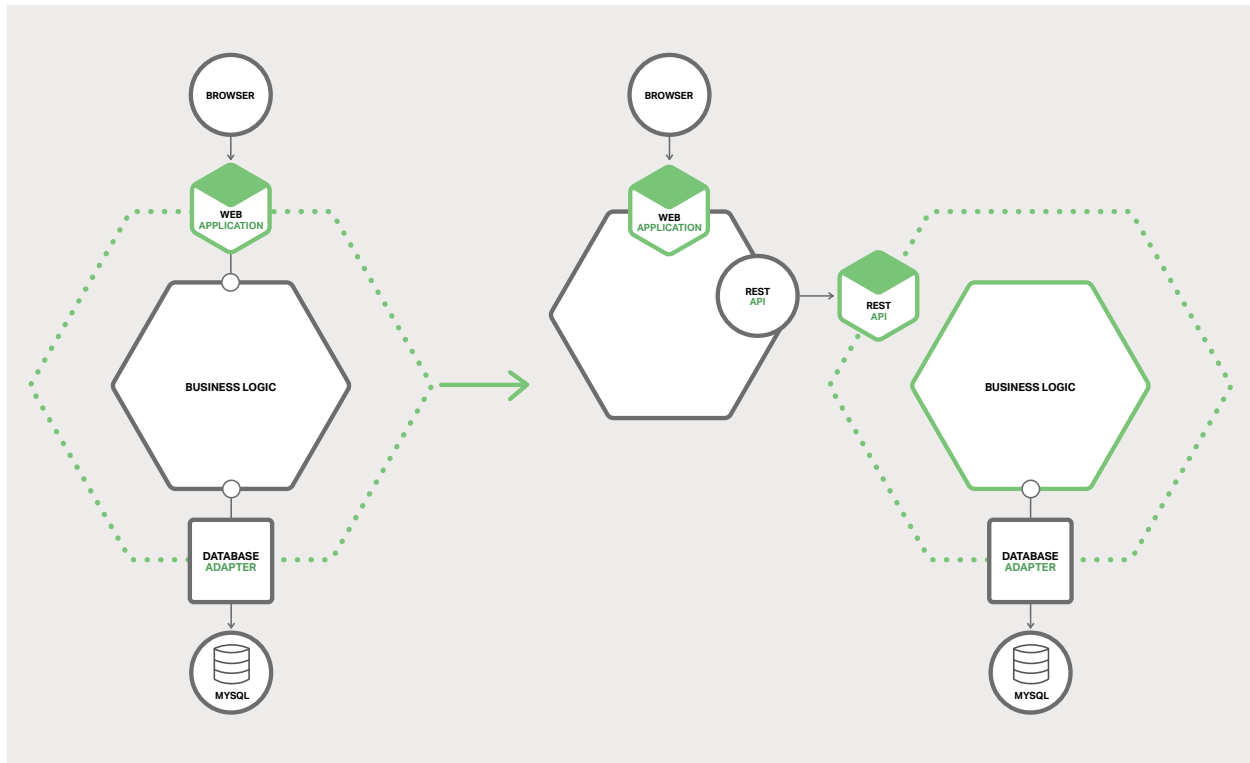 BROWSER
WEB
APPLICATION
BUSINESS LOGIC
DATABASE
ADAPTER
MYSQL
BROWSER
WEB
APPLICATION
REST
API
REST
API
BUSINESS LOGIC
DATABASE
ADAPTER
MYSQL